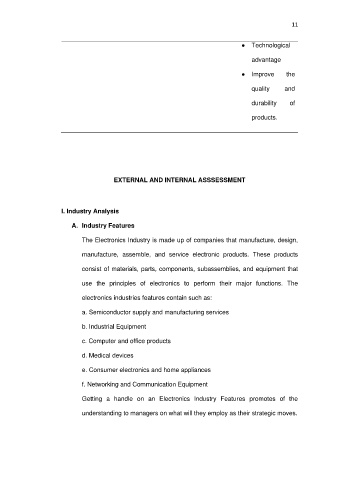 11
● Technological
advantage
● Improve the
quality and
durability of
products.
EXTERNAL AND INTERNAL ASSSESSMENT
I. Industry Analysis
A. Industry Features
The Electronics Industry is made up of companies that manufacture, design,
manufacture, assemble, and service electronic products. These products
consist of materials, parts, components, subassemblies, and equipment that
use the principles of electronics to perform their major functions. The
electronics industries features contain such as:
a. Semiconductor supply and manufacturing services
b. Industrial Equipment
c. Computer and office products
d. Medical devices
e. Consumer electronics and home appliances
f. Networking and Communication Equipment
Getting a handle on an Electronics Industry Features promotes of the
understanding to managers on what will they employ as their strategic moves.